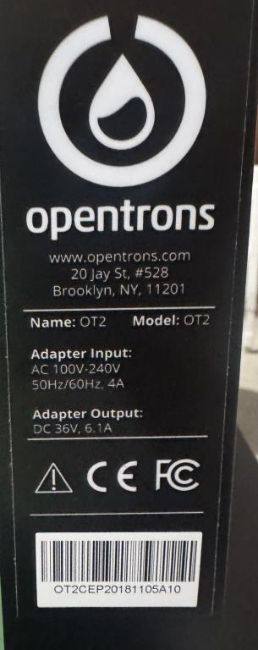 opentrons
www.opentrons.com
20 Jay St, #528
Brooklyn, NY, 11201
Name: OT2 Model: OT2
Adapter Input:
AC 100V-240V
50Hz/60Hz, 4A
Adapter Output:
DC 36V, 6.1A
CE FC
OT2CEP20181105A10